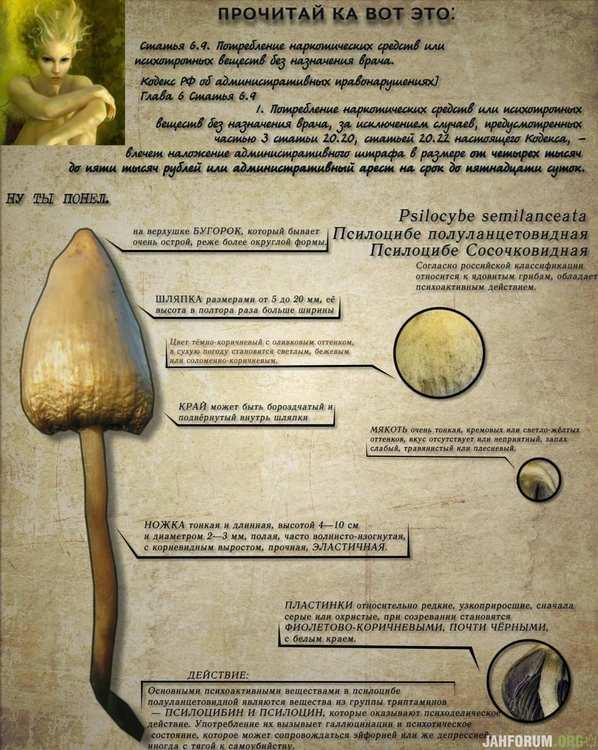 ПРОЧИТАЙ КА ВОТ ЭТО:
Статья 6.9. Потребление наркотических средств или
психотропных веществ без назначения врача.
Кодекс РФ об административных правонарушениях]
Глава 6 Статья 6.9
1. Потребление наркотических средств или психотропных
веществ без назначения врача, за исключением случаев, предусмотренных
частью 3 статьи 20.20, статьей 20.22 настоящего Кодекса, –
влечет наложение административного штрафа в размере от четырех тысяч
до пяти тысяч рублей или административный арест на срок до пятнадцати суток.
НУ ТЫ ПОНЕЛ.
Psilocybe semilanceata
Псилоцибе полуланцетовидная
Псилоцибе Сосочковидная
Согласно российской классификации
относится к ядовитым грибам, обладает
психоактивным действием.
на верхушке БУГОРОК, который бывает
очень острой, реже более округлой формы.
ШЛЯПКА размерами от 5 до 20 мм, её
высота в полтора раза больше ширины
Цвет тёмно-коричневый с оливковым оттенком,
в сухую погоду становятся светлым, бежевым
или соломенно-коричневым.
КРАЙ может быть бороздчатый и
подвёрнутый внутрь шляпки
МЯКОТЬ очень тонкая, кремовых или светло-жёлтых
оттенков, вкус отсутствует или неприятный, запах
слабый, травянистый или плесневый.
НОЖКА тонкая и длинная, высотой 4—10 см
и диаметром 2—3 мм, полая, часто волнисто-изогнутая,
с корневидным выростом, прочная, ЭЛАСТИЧНАЯ.
ПЛАСТИНКИ относительно редкие, узкоприросшие, сначала
серые или охристые, при созревании становятся
ФИОЛЕТОВО-КОРИЧНЕВЫМИ, ПОЧТИ ЧЁРНЫМИ,
с белым краем.
ДЕЙСТВИЕ:
Основными психоактивными веществами в псилоцибе
полуланцетовидной являются вещества из группы триптаминов
— ПСИЛОЦИБИН И ПСИЛОЦИН, которые оказывают психоделическое
действие. Употребление их вызывает галлюцинации и психотическое
состояние, которое может сопровождаться эйфорией или же депрессией
иногда с тягой к самоубийству.
JAHFORUM.ORG